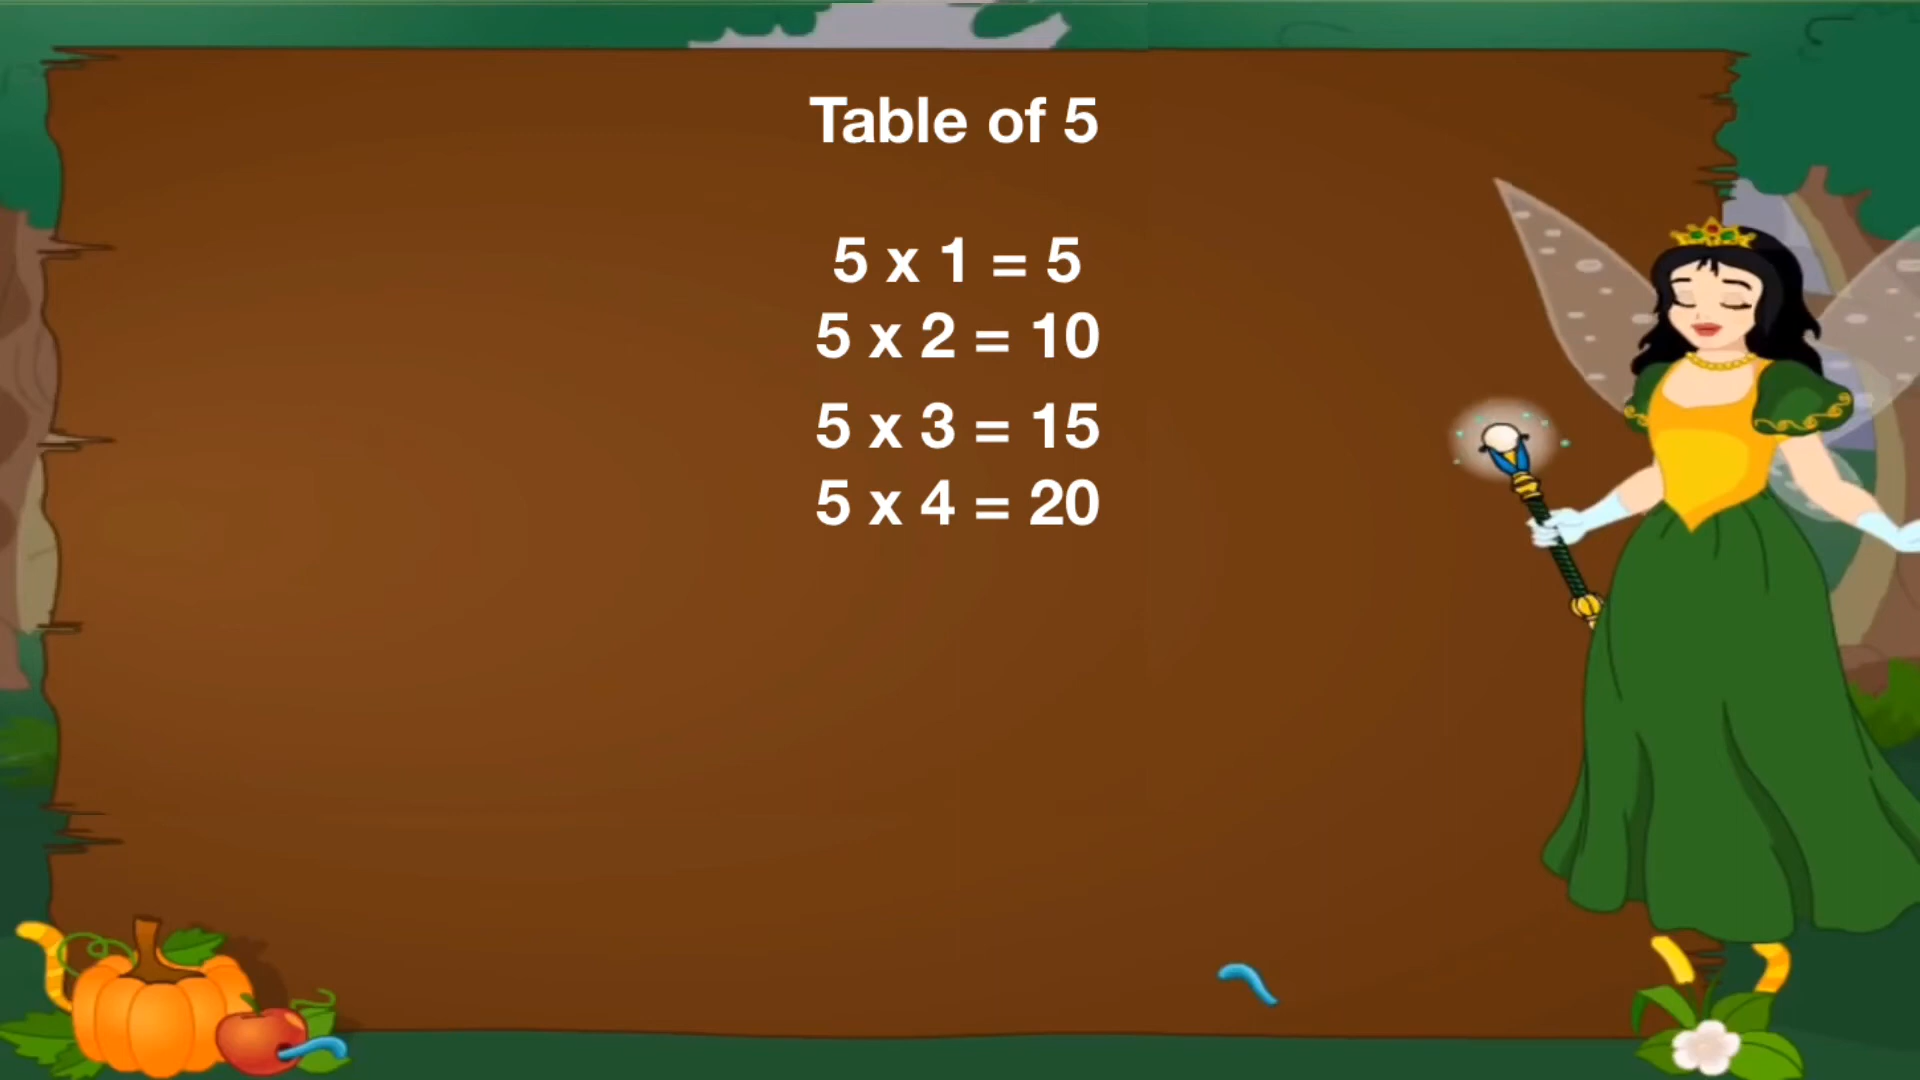 Table of 5
5 x 1 = 5
5 x 2 = 10
5 x 3 = 15
5 x 4 = 20